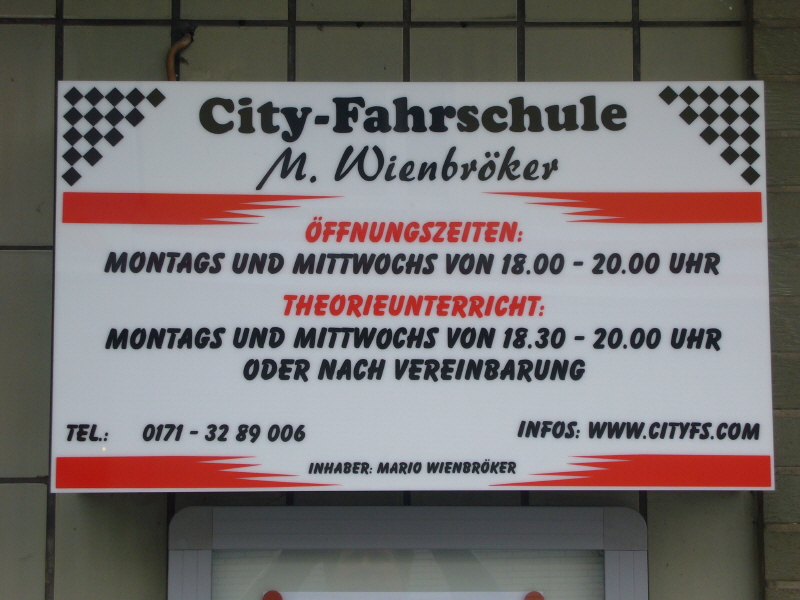 City-Fahrschule
M. Wienbröker
ÖFFNUNGSZEITEN:
MONTAGS UND MITTWOCHS VON 18.00 - 20.00 UHR
THEORIEUNTERRICHT:
MONTAGS UND MITTWOCHS VON 18.30 - 20.00 UHR
ODER NACH VEREINBARUNG
TEL.: 0171 - 32 89 006 INFOS: WWW.CITYFS.COM
INHABER: MARIO WIENBRÖKER